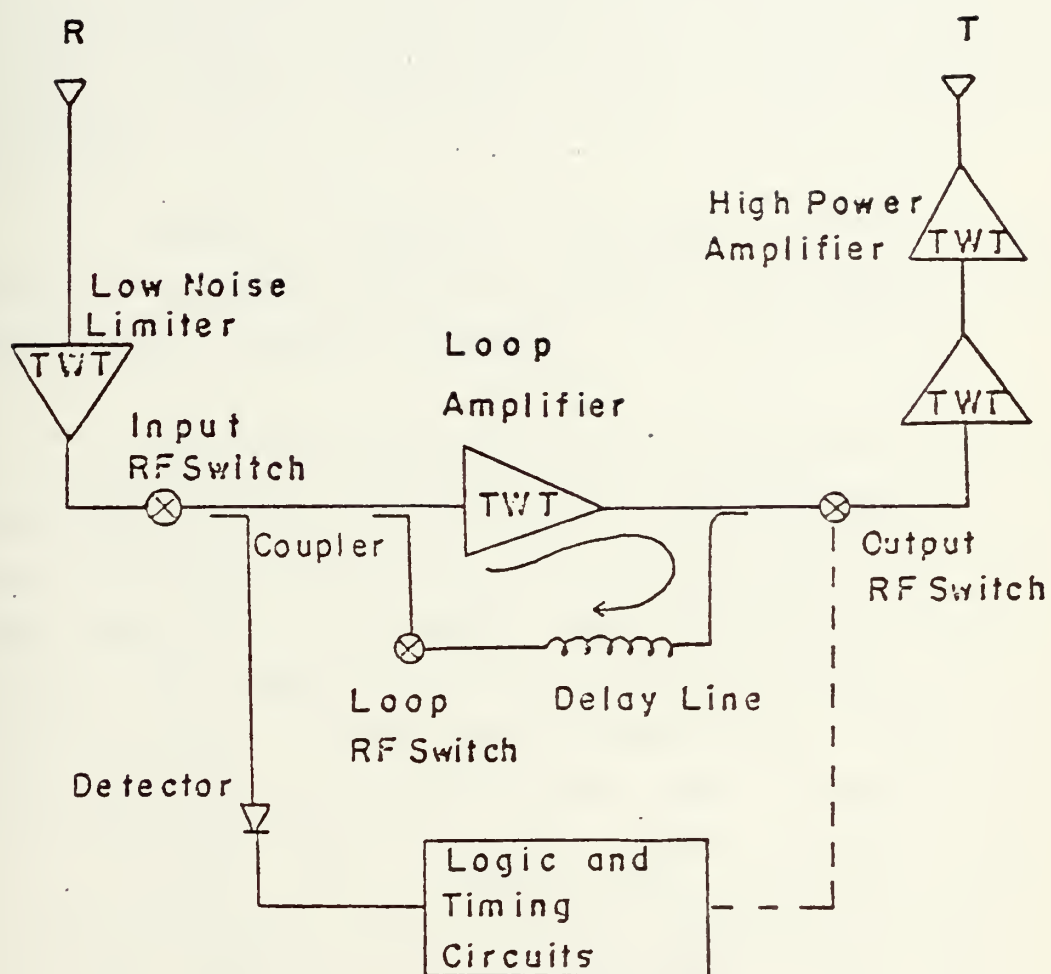 R
T
High Power
Amplifier
TWT
Low Noise
Limiter
TWT
Loop
Amplifier
TWT
Input
RF Switch
TWT
Coupler
Output
RF Switch
Loop
RF Switch
Delay Line
Detector
Logic and
Timing
Circuits